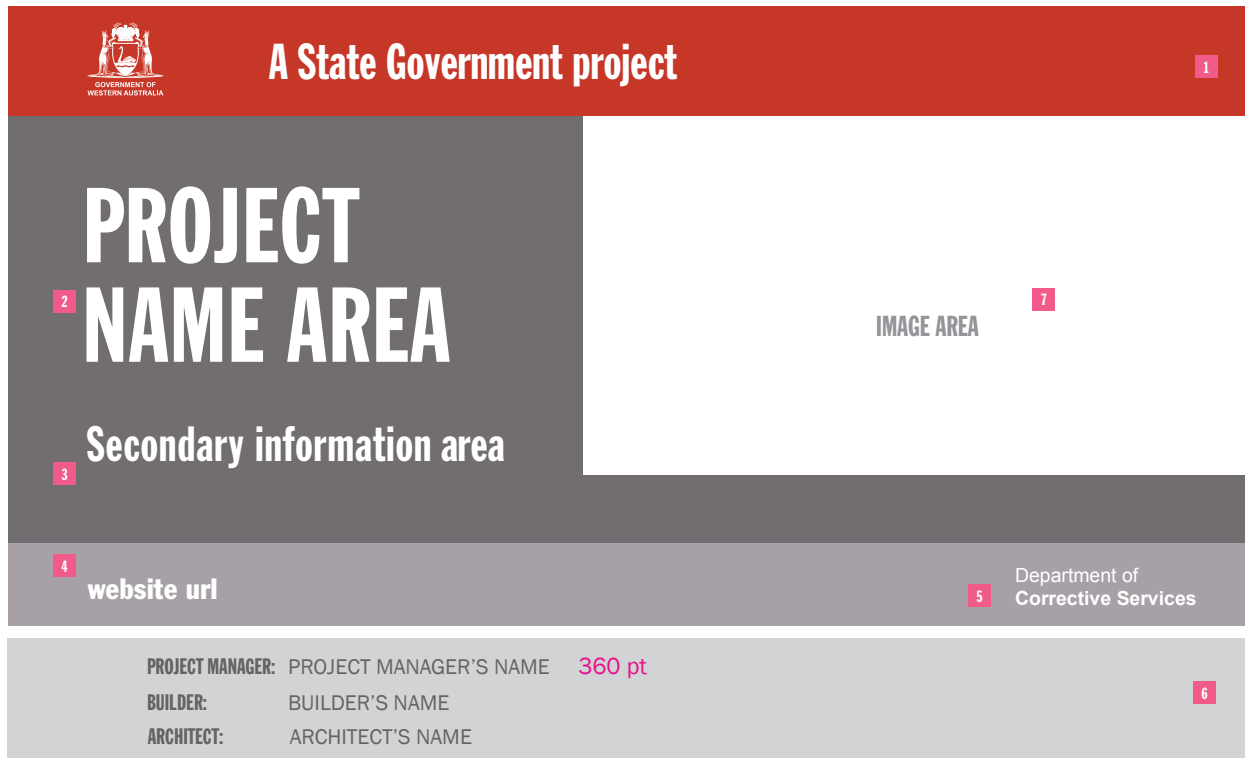 GOVERNMENT OF
WESTERN AUSTRALIA
A State Government project
1
PROJECT
NAME AREA
2
Secondary information area
3
IMAGE AREA
7
4
website url
5
Department of
Corrective Services
PROJECT MANAGER: PROJECT MANAGER'S NAME 360 pt
BUILDER: BUILDER'S NAME
6
ARCHITECT: ARCHITECT'S NAME